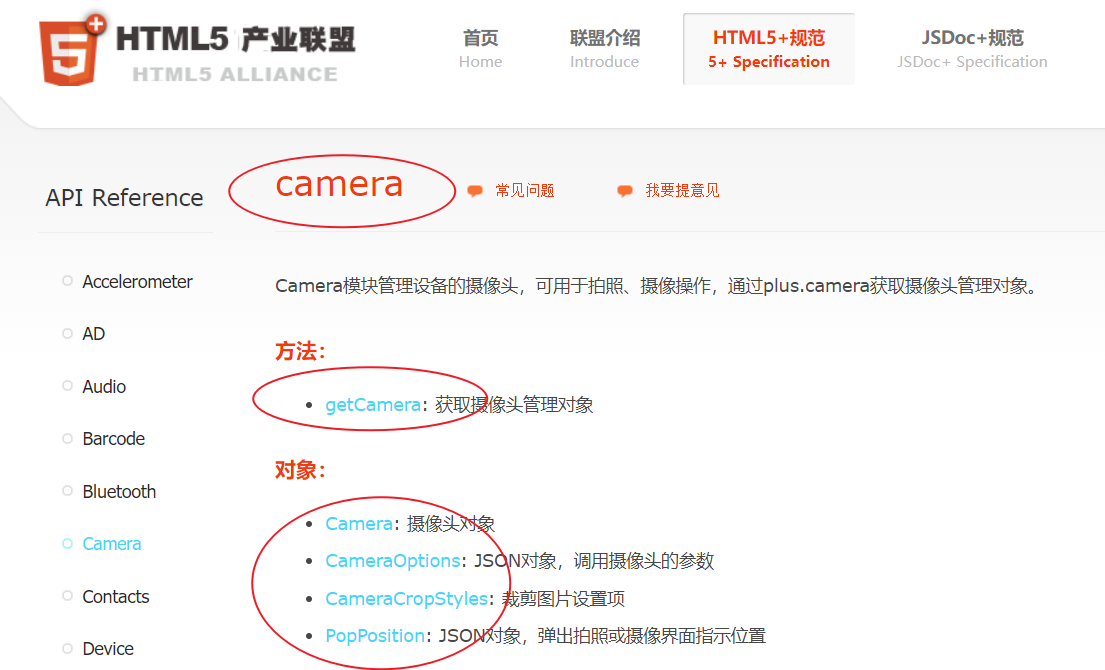 HTML5 产业联盟
HTML5 ALLIANCE
首页
Home
联盟介绍
Introduce
HTML5+规范
5+ Specification
JSDoc+规范
JSDoc+ Specification
API Reference
Accelerometer
AD
Audio
Barcode
Bluetooth
Camera
Contacts
Device
camera
常见问题
我要提意见
Camera模块管理设备的摄像头，可用于拍照、摄像操作，通过plus.camera获取摄像头管理对象。
方法：
getCamera: 获取摄像头管理对象
对象：
Camera: 摄像头对象
CameraOptions: JSON对象，调用摄像头的参数
CameraCropStyles: 裁剪图片设置项
PopPosition: JSON对象，弹出拍照或摄像界面指示位置